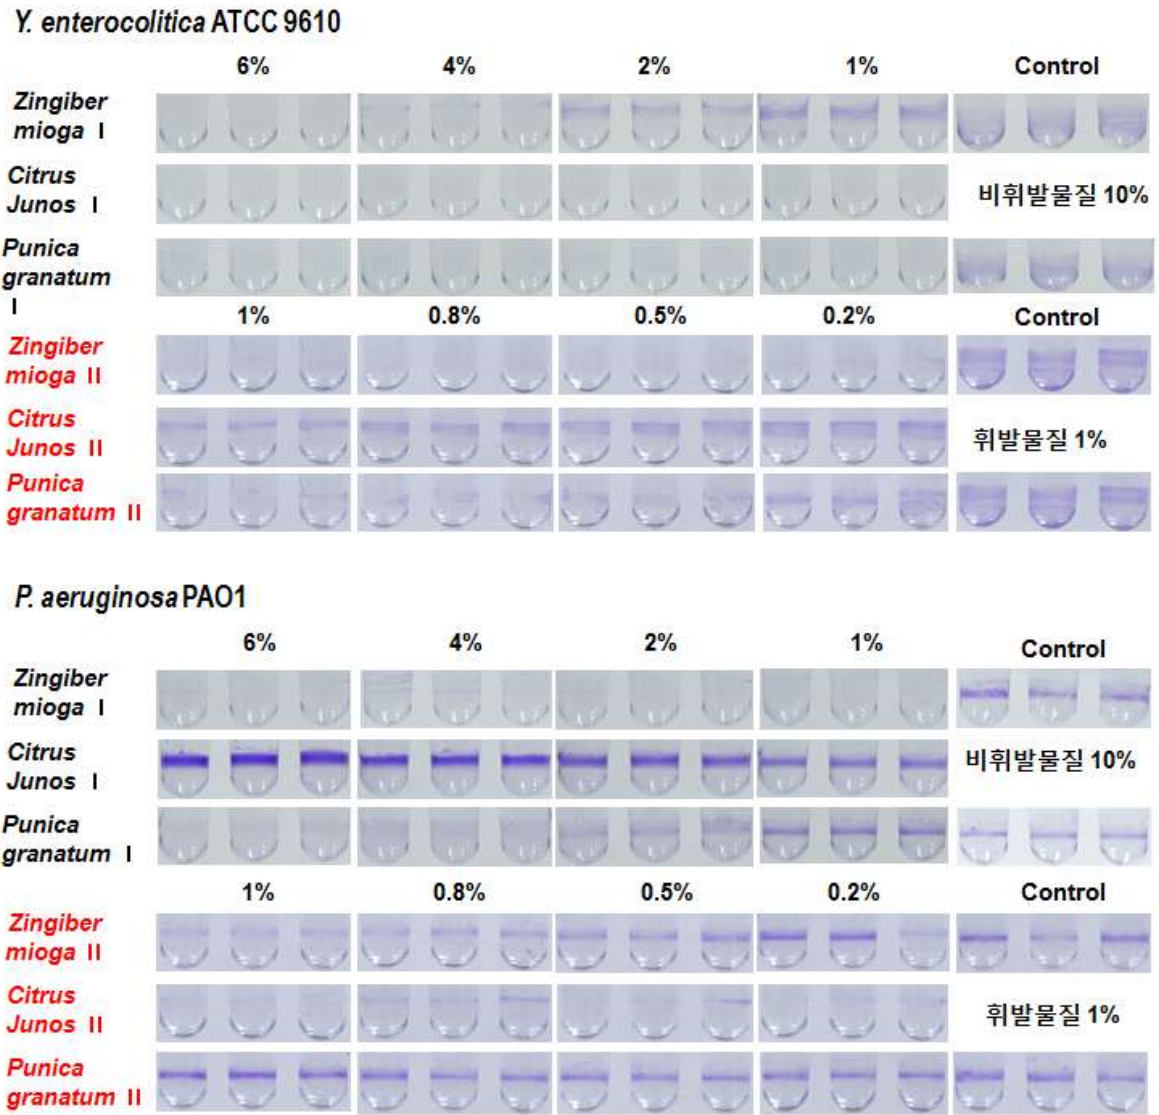 Y. enterocolitica ATCC 9610
6% 4% 2% 1% Control
Zingiber
mioga I
Citrus
Junos I
비휘발물질 10%
Punica
granatum
I
1% 0.8% 0.5% 0.2% Control
Zingiber
mioga II
Citrus
Junos II
휘발물질 1%
Punica
granatum II
P. aeruginosa PAO1
6% 4% 2% 1% Control
Zingiber
mioga I
Citrus
Junos I
비휘발물질 10%
Punica
granatum I
1% 0.8% 0.5% 0.2% Control
Zingiber
mioga II
Citrus
Junos II
휘발물질 1%
Punica
granatum II